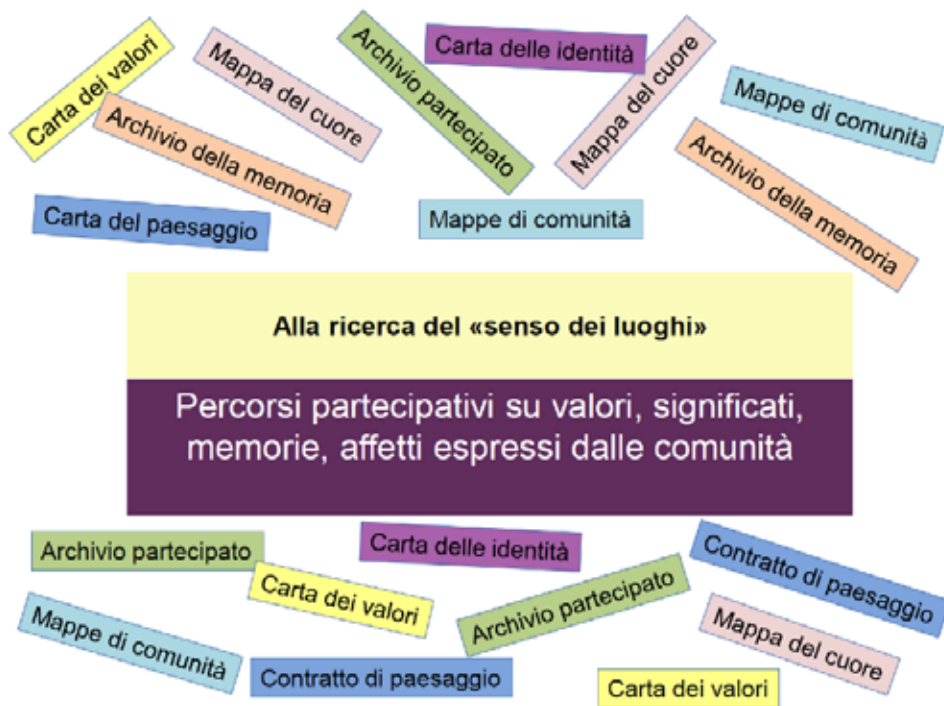 Carta dei valori
Mappa del cuore
Archivio partecipato
Carta delle identità
Mappa del cuore
Mappe di comunità
Archivio della memoria
Archivio della memoria
Carta del paesaggio
Mappe di comunità
Alla ricerca del «senso dei luoghi»
Percorsi partecipativi su valori, significati,
memorie, affetti espressi dalle comunità
Archivio partecipato
Carta delle identità
Contratto di paesaggio
Carta dei valori
Archivio partecipato
Mappe di comunità
Mappa del cuore
Contratto di paesaggio
Carta dei valori